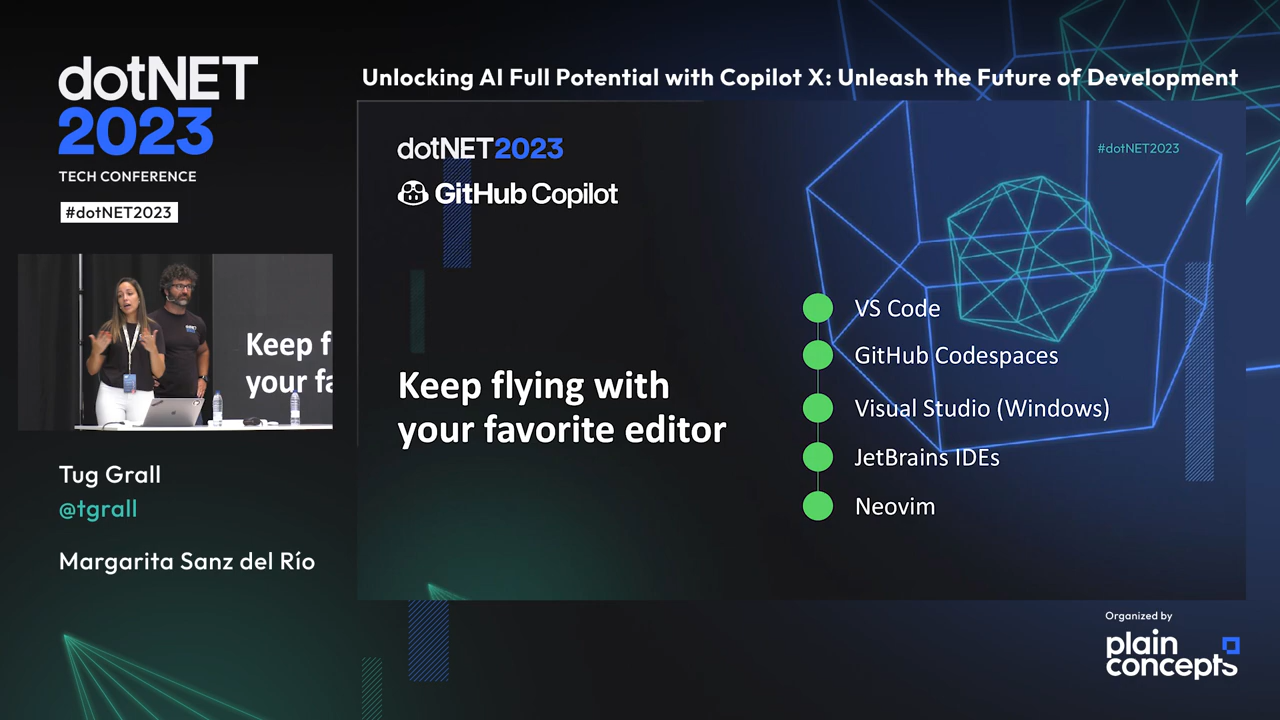 dotNET
2023
TECH CONFERENCE
#dotNET2023
Unlocking AI Full Potential with Copilot X: Unleash the Future of Development
dotNET2023
#dotNET2023
GitHub Copilot
Keep flying with
your favorite editor
VS Code
GitHub Codespaces
Visual Studio (Windows)
JetBrains IDEs
Neovim
Keep f
your fa
Tug Grall
@tgrall
Margarita Sanz del Río
Organized by
plain
concepts